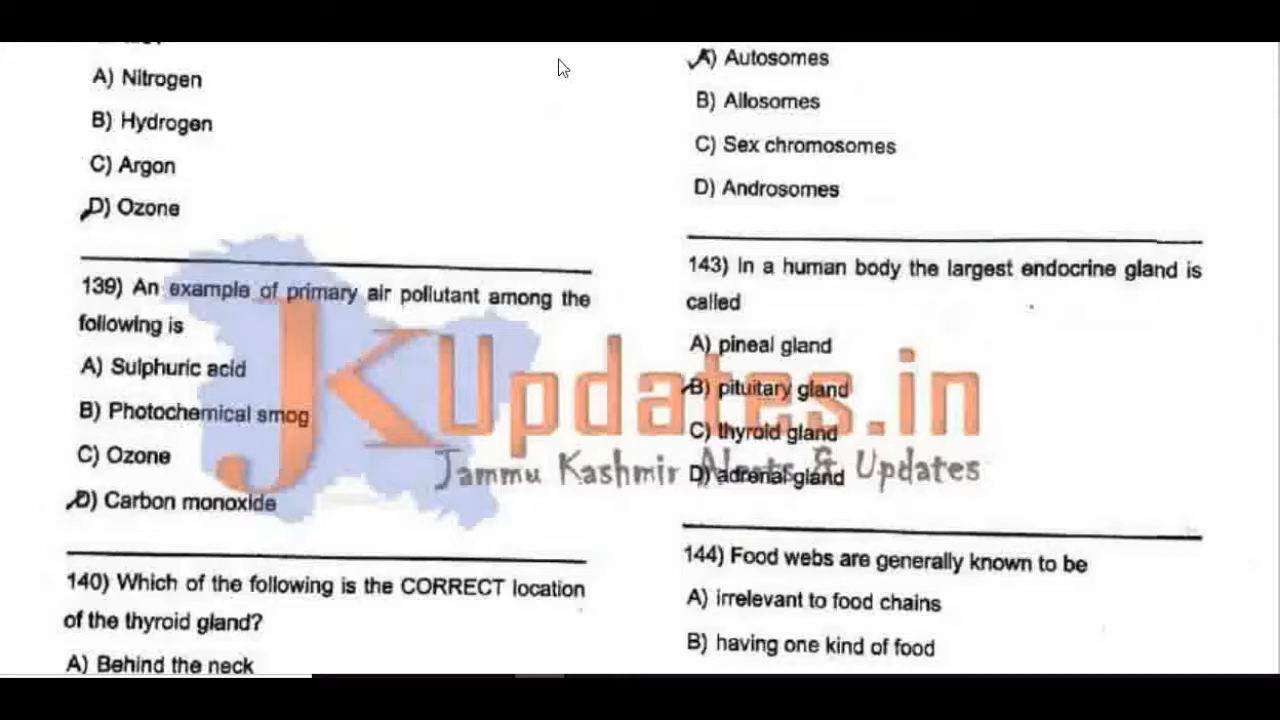 A) Nitrogen
B) Hydrogen
C) Argon
D) Ozone
139) An example of primary air pollutant among the
following is
A) Sulphuric acid
B) Photochemical smog
C) Ozone
D) Carbon monoxide
140) Which of the following is the CORRECT location
of the thyroid gland?
A) Behind the neck
A) Autosomes
B) Allosomes
C) Sex chromosomes
D) Androsomes
143) In a human body the largest endocrine gland is
called
A) pineal gland
B) pituitary gland
C) thyroid gland
D) adrenal gland
144) Food webs are generally known to be
A) irrelevant to food chains
B) having one kind of food
JKUpdates.in
Jammu Kashmir Alerts & Updates